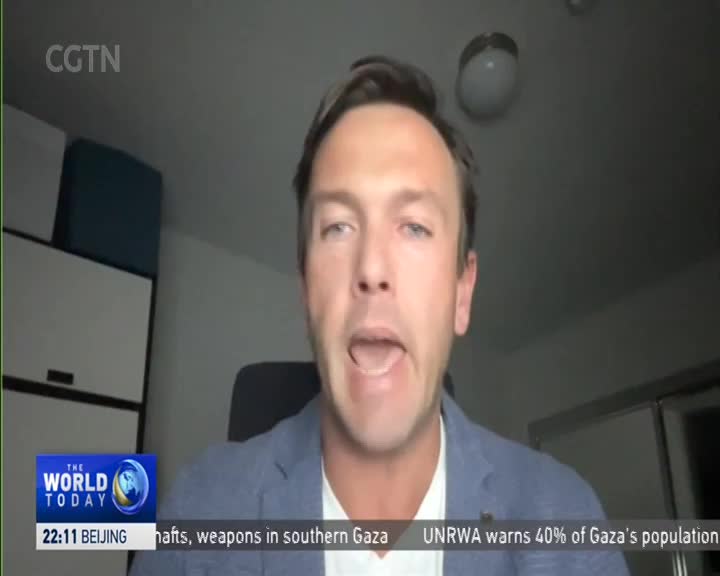 CGTN
THE
WORLD
TODAY
22:11 BEIJING
hafts, weapons in southern Gaza UNRWA warns 40% of Gaza's population